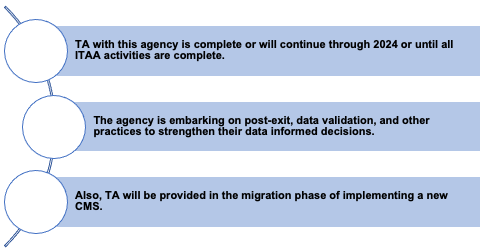 TA with this agency is complete or will continue through 2024 or until all
ITAA activities are complete.
The agency is embarking on post-exit, data validation, and other
practices to strengthen their data informed decisions.
Also, TA will be provided in the migration phase of implementing a new
CMS.